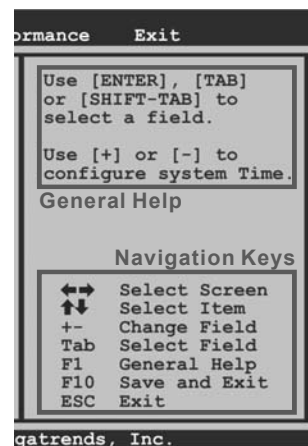 ormance Exit
Use [ENTER], [TAB]
or [SHIFT-TAB] to
select a field.
Use [+] or [-] to
configure system Time.
General Help
Navigation Keys
←→ Select Screen
↑↓ Select Item
+- Change Field
Tab Select Field
F1 General Help
F10 Save and Exit
ESC Exit
gatrends, Inc.